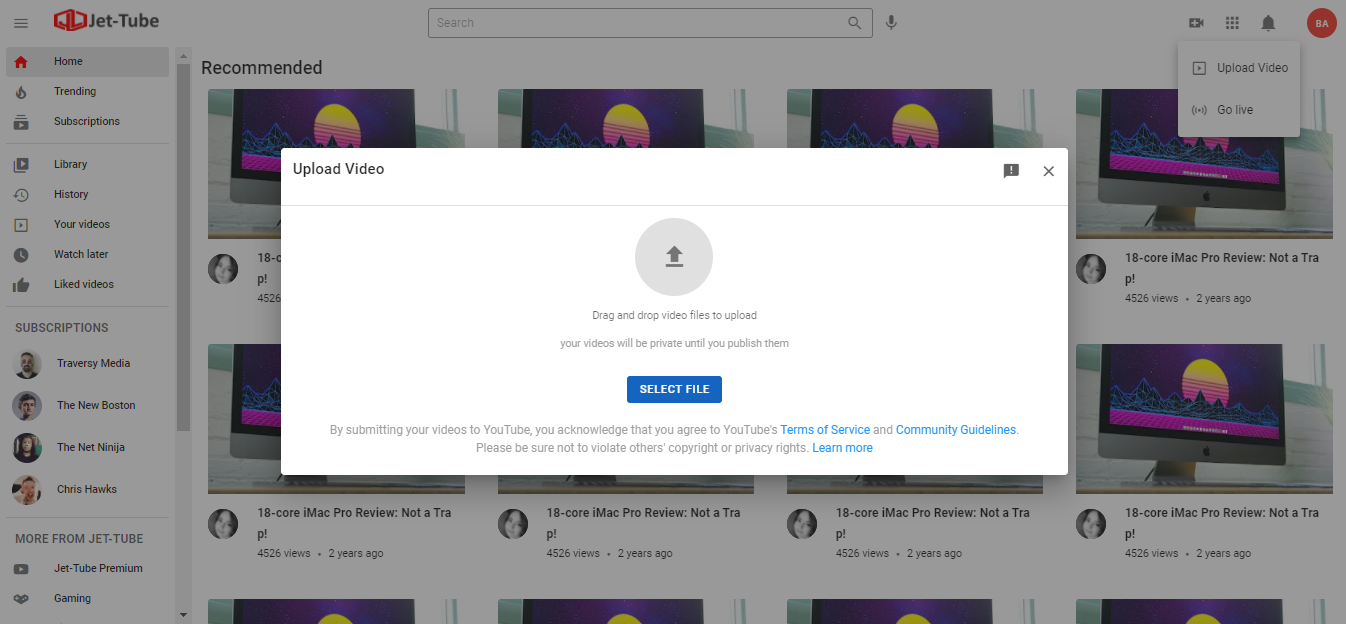 Jet-Tube
Search
BA
Home
Trending
Subscriptions
Library
History
Your videos
Watch later
Liked videos
SUBSCRIPTIONS
Traversy Media
The New Boston
The Net Ninija
Chris Hawks
MORE FROM JET-TUBE
Jet-Tube Premium
Gaming
Recommended
Upload Video
Go live
Upload Video
Drag and drop video files to upload
your videos will be private until you publish them
SELECT FILE
By submitting your videos to YouTube, you acknowledge that you agree to YouTube's Terms of Service and Community Guidelines.
Please be sure not to violate others' copyright or privacy rights. Learn more
18-c
p!
4526
18-core iMac Pro Review: Not a Tra
p!
4526 views • 2 years ago
18-core iMac Pro Review: Not a Tra
p!
4526 views • 2 years ago
18-core iMac Pro Review: Not a Tra
p!
4526 views • 2 years ago
18-core iMac Pro Review: Not a Tra
p!
4526 views • 2 years ago
18-core iMac Pro Review: Not a Tra
p!
4526 views • 2 years ago